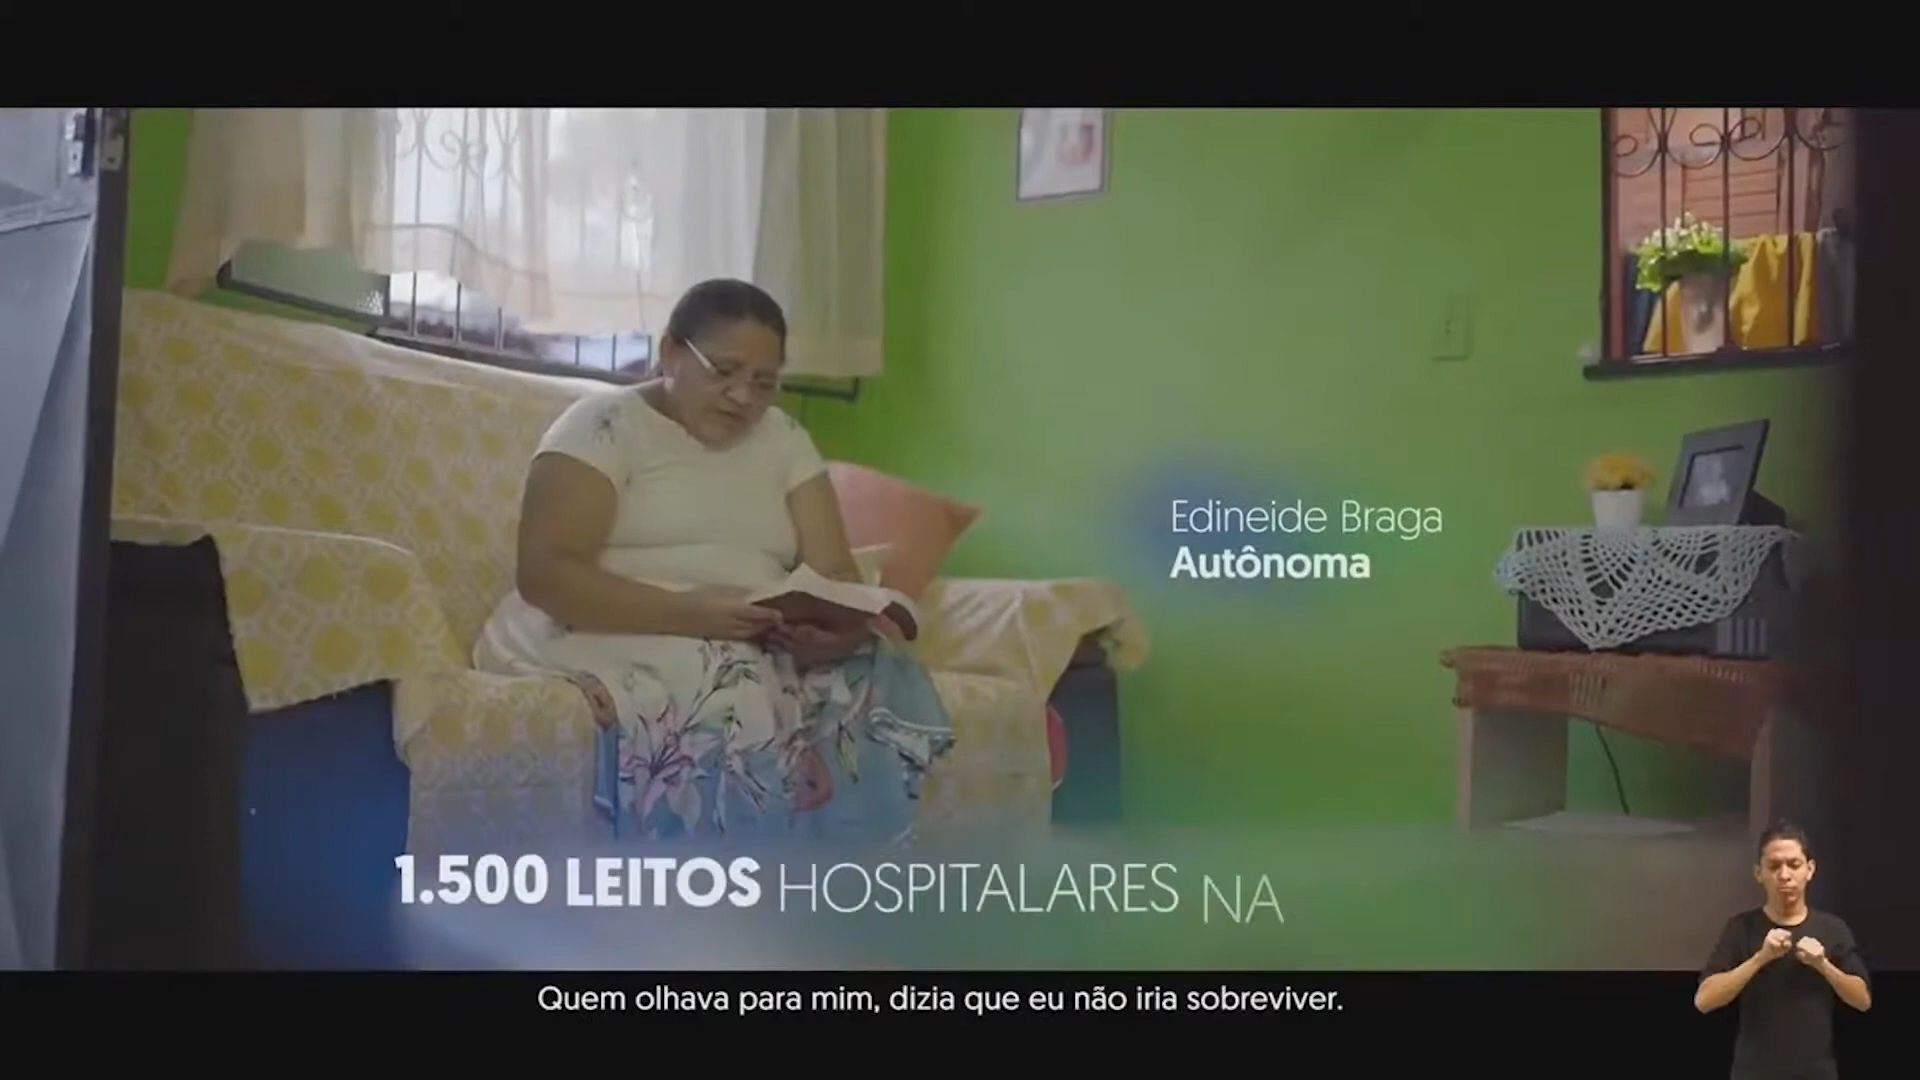 Edineide Braga
Autônoma
1.500 LEITOS HOSPITALARES NA
Quem olhava para mim, dizia que eu não iria sobreviver.